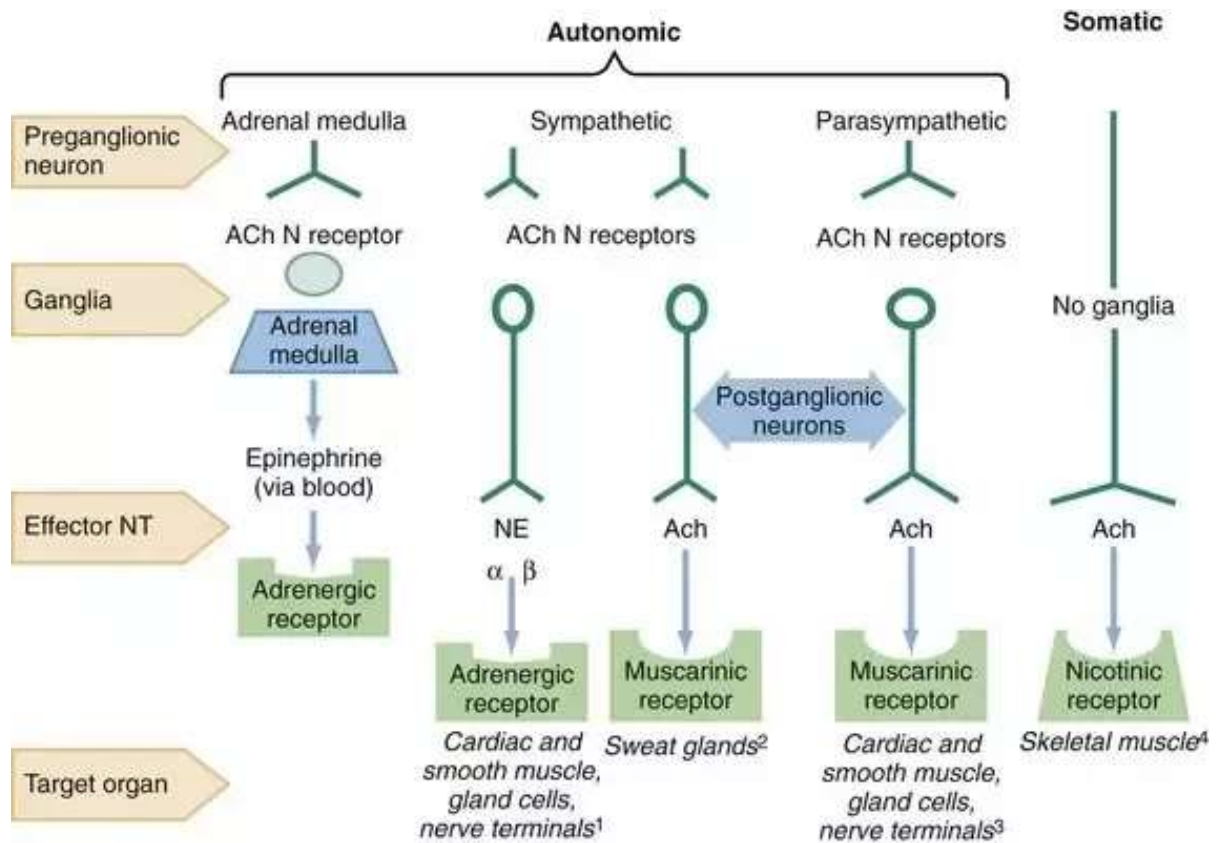 Autonomic
Somatic
Preganglionic
neuron
Adrenal medulla
Sympathetic
Parasympathetic
ACh N receptor
ACh N receptors
ACh N receptors
Ganglia
Adrenal
medulla
No ganglia
Postganglionic
neurons
Epinephrine
(via blood)
Effector NT
NE
Ach
Ach
Ach
α β
Adrenergic
receptor
Adrenergic
receptor
Muscarinic
receptor
Muscarinic
receptor
Nicotinic
receptor
Target organ
Cardiac and
smooth muscle,
gland cells,
nerve terminals¹
Sweat glands²
Cardiac and
smooth muscle,
gland cells,
nerve terminals³
Skeletal muscle⁴